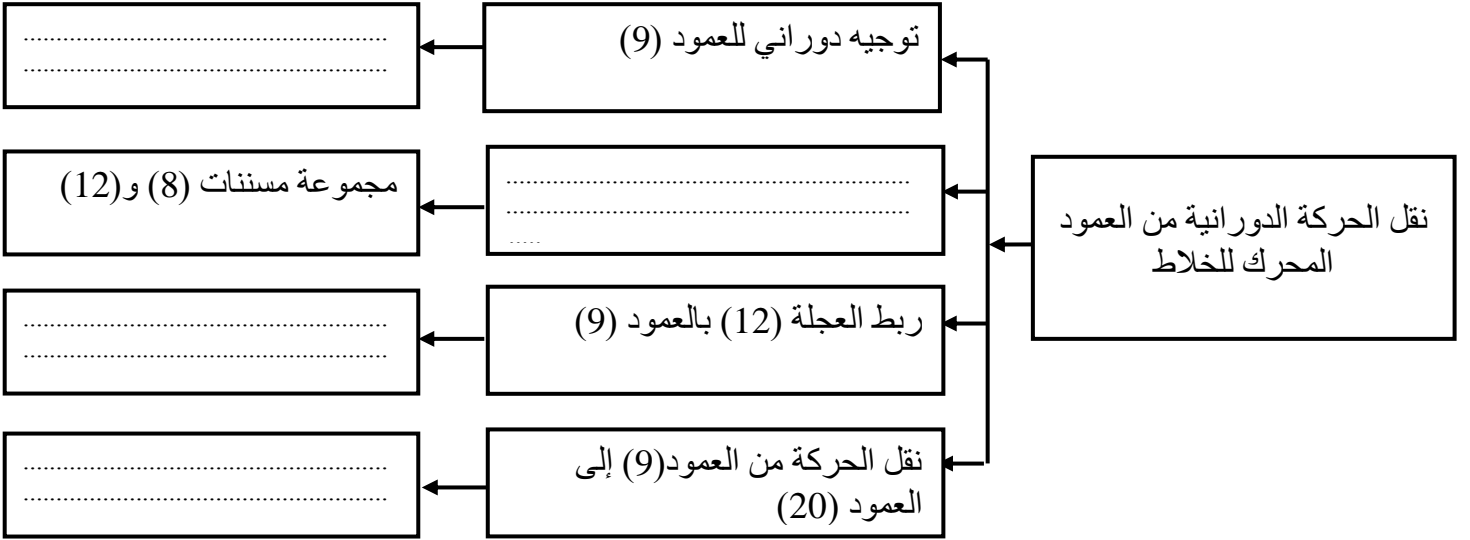 نقل الحركة الدورانية من العمود
المحرك للخلاط
توجيه دوراني للعمود (9)
................................................
................................................
................................................
................................................
.....
مجموعة مسننات (8) و(12)
ربط العجلة (12) بالعمود (9)
................................................
................................................
نقل الحركة من العمود(9) إلى
العمود (20)
................................................
................................................